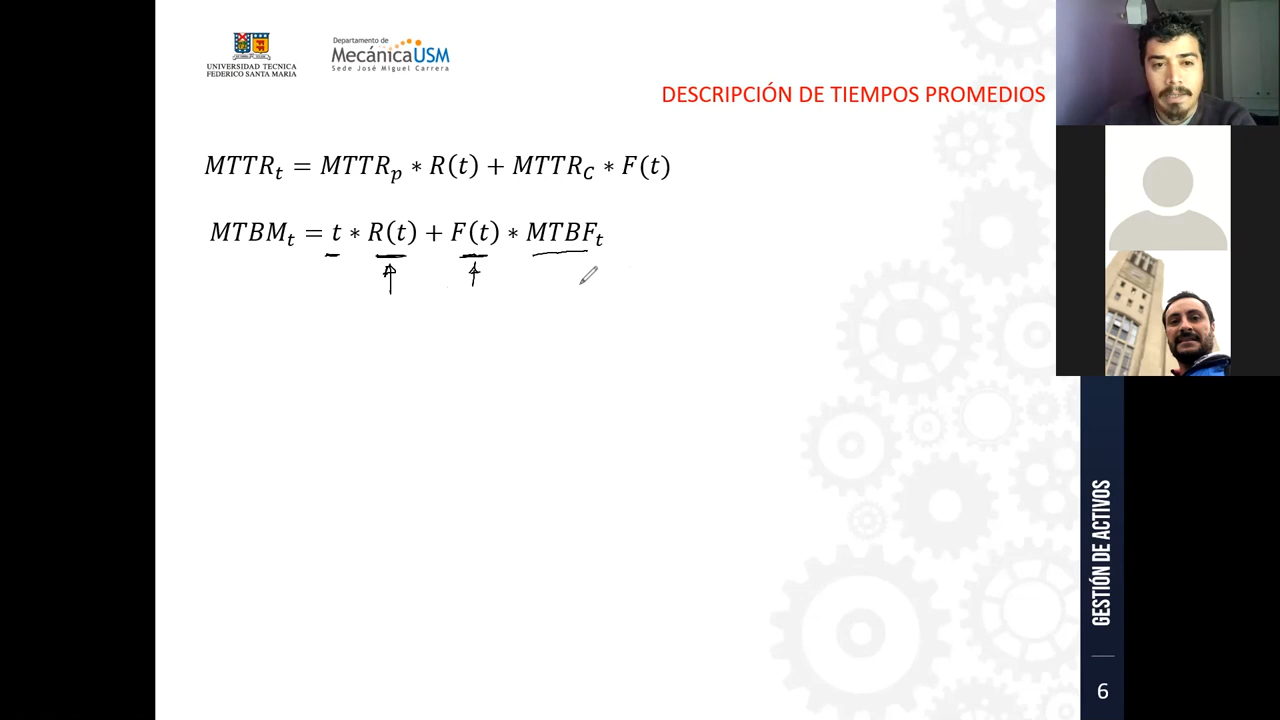 UNIVERSIDAD TECNICA
FEDERICO SANTA MARIA
Departamento de
MecánicaUSM
Sede José Miguel Carrera
DESCRIPCIÓN DE TIEMPOS PROMEDIOS
MTTR_t = MTTR_p * R(t) + MTTR_C * F(t)
MTBM_t = t * R(t) + F(t) * MTBF_t
GESTIÓN DE ACTIVOS
6